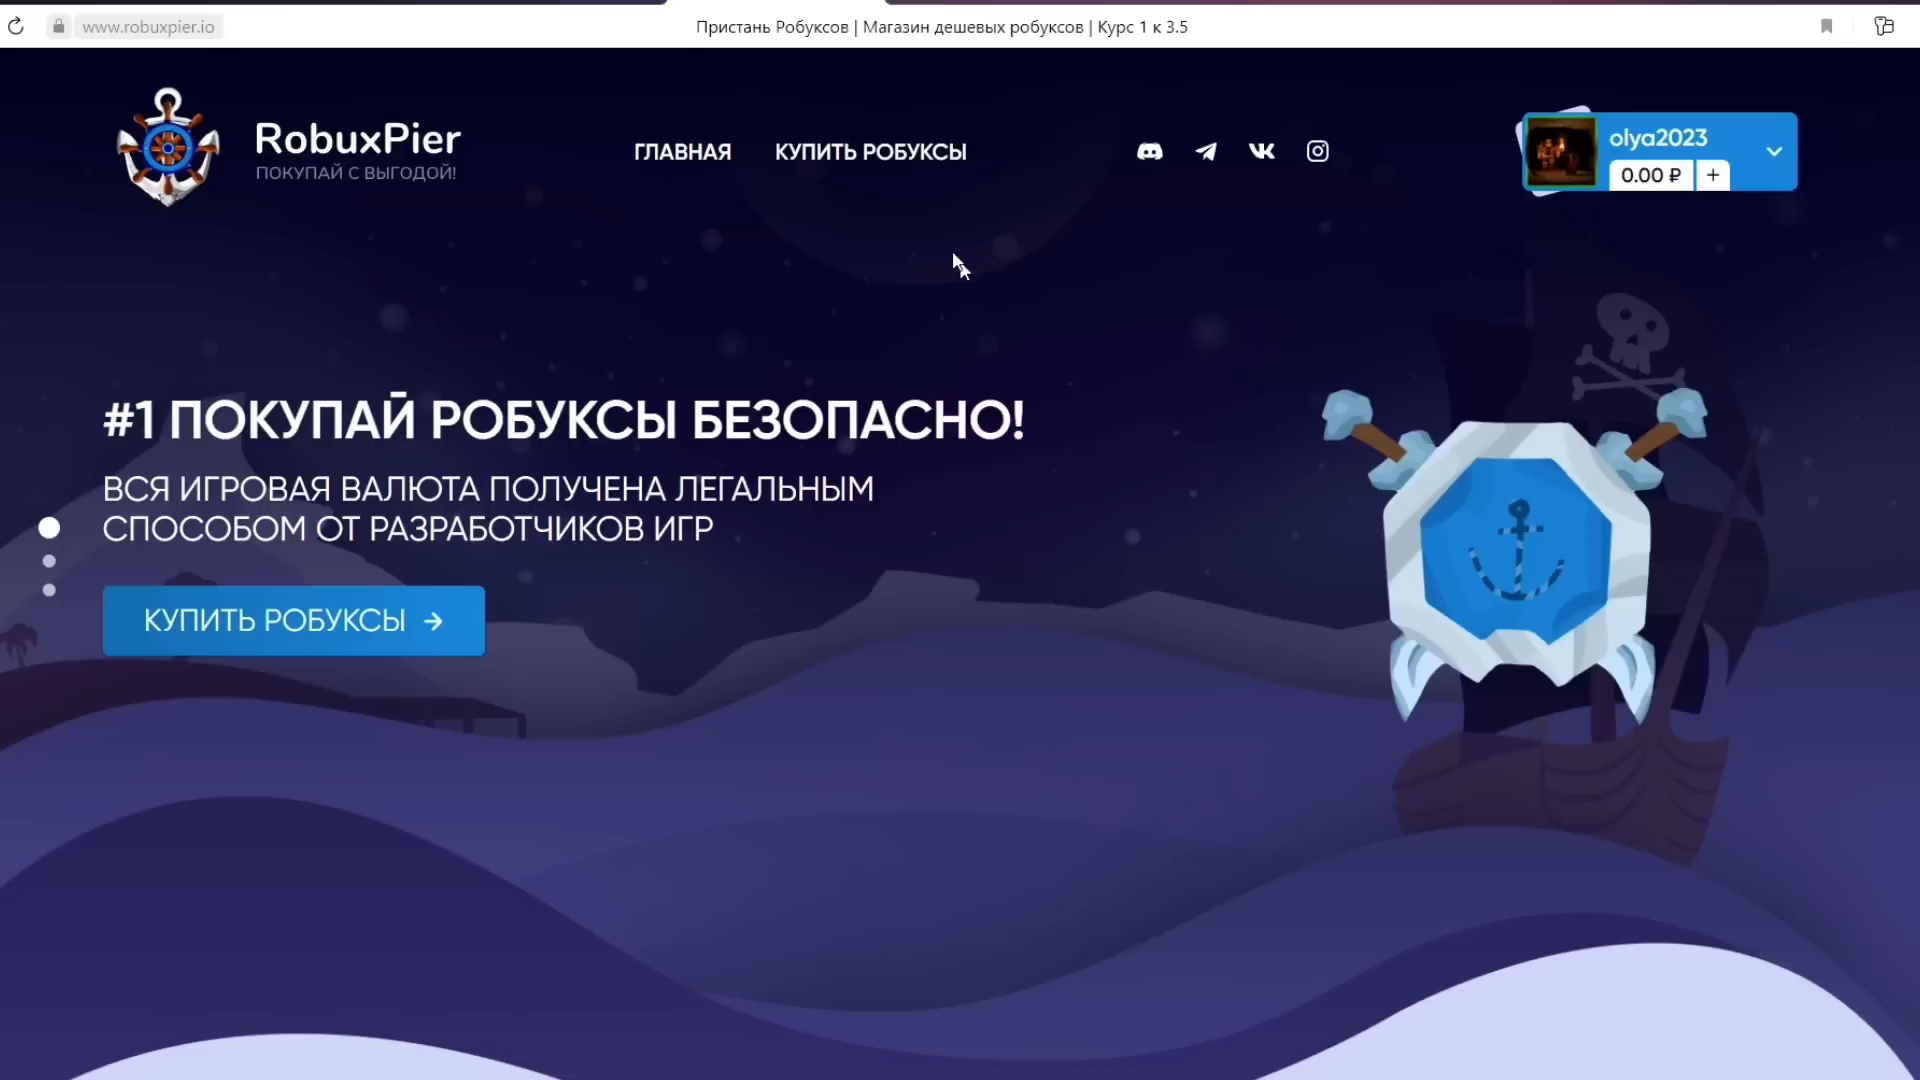 www.robuxpier.io
Пристань Робуксов | Магазин дешевых робуксов | Курс 1 к 3.5
RobuxPier
ПОКУПАЙ С ВЫГОДОЙ!
ГЛАВНАЯ
КУПИТЬ РОБУКСЫ
olya2023
0.00 ₽
+
#1 ПОКУПАЙ РОБУКСЫ БЕЗОПАСНО!
ВСЯ ИГРОВАЯ ВАЛЮТА ПОЛУЧЕНА ЛЕГАЛЬНЫМ
СПОСОБОМ ОТ РАЗРАБОТЧИКОВ ИГР
КУПИТЬ РОБУКСЫ →